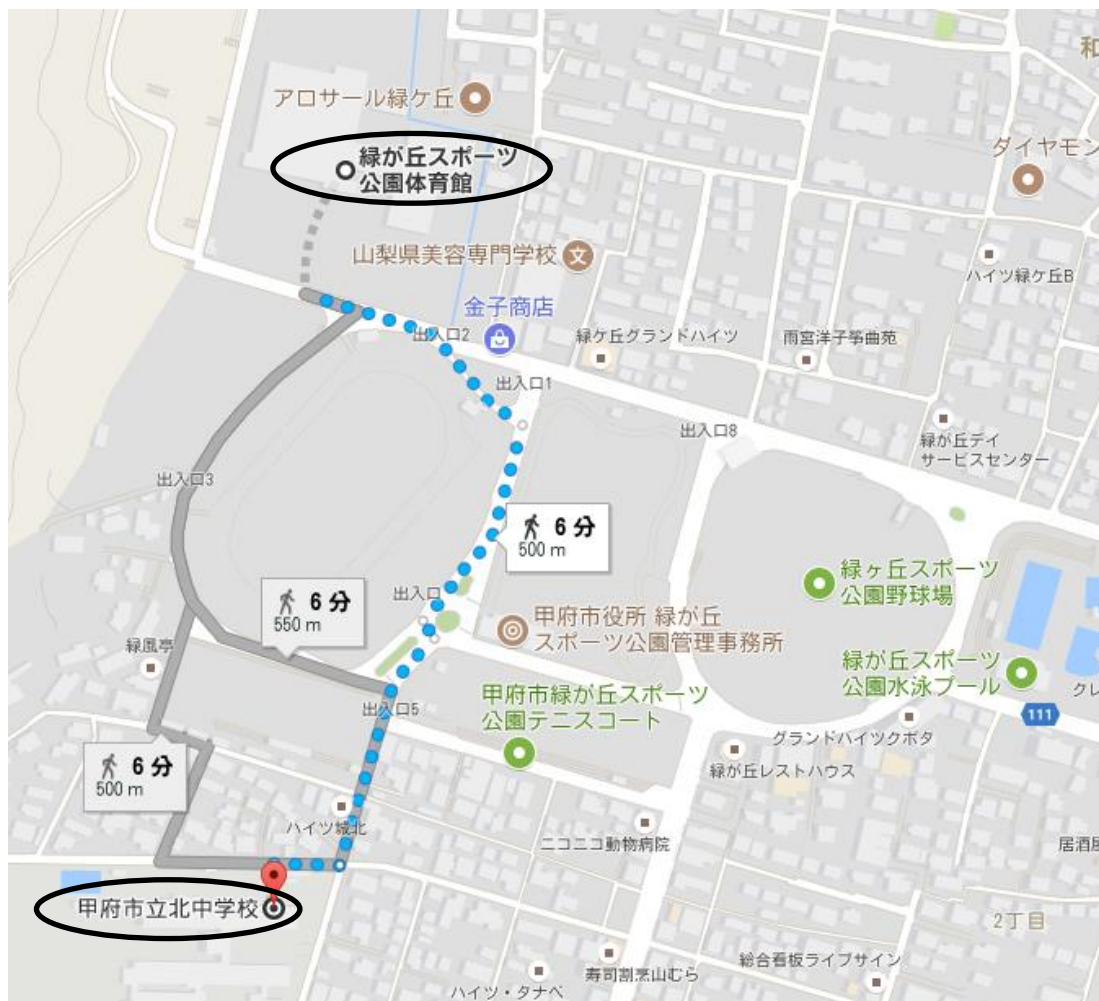 和
アロサール緑ケ丘
緑が丘スポーツ
公園体育館
ダイヤモン
山梨県美容専門学校
文
ハイツ緑ケ丘B
金子商店
出入口2
緑ケ丘グランドハイツ
雨宮洋子筝曲苑
出入口1
出入口8
緑が丘デイ
サービスセンター
出入口3
6 分
500 m
緑ヶ丘スポーツ
公園野球場
出入口
6 分
550 m
甲府市役所 緑が丘
スポーツ公園管理事務所
緑風亭
緑が丘スポーツ
公園水泳プール
甲府市緑が丘スポーツ
公園テニスコート
クレ
出入口5
111
グランドハイツクボタ
6 分
500 m
緑が丘レストハウス
ハイツ城北
ニコニコ動物病院
居酒屋
甲府市立北中学校
2丁目
寿司割烹山むら
総合看板ライブサイン
ハイツ・タナベ